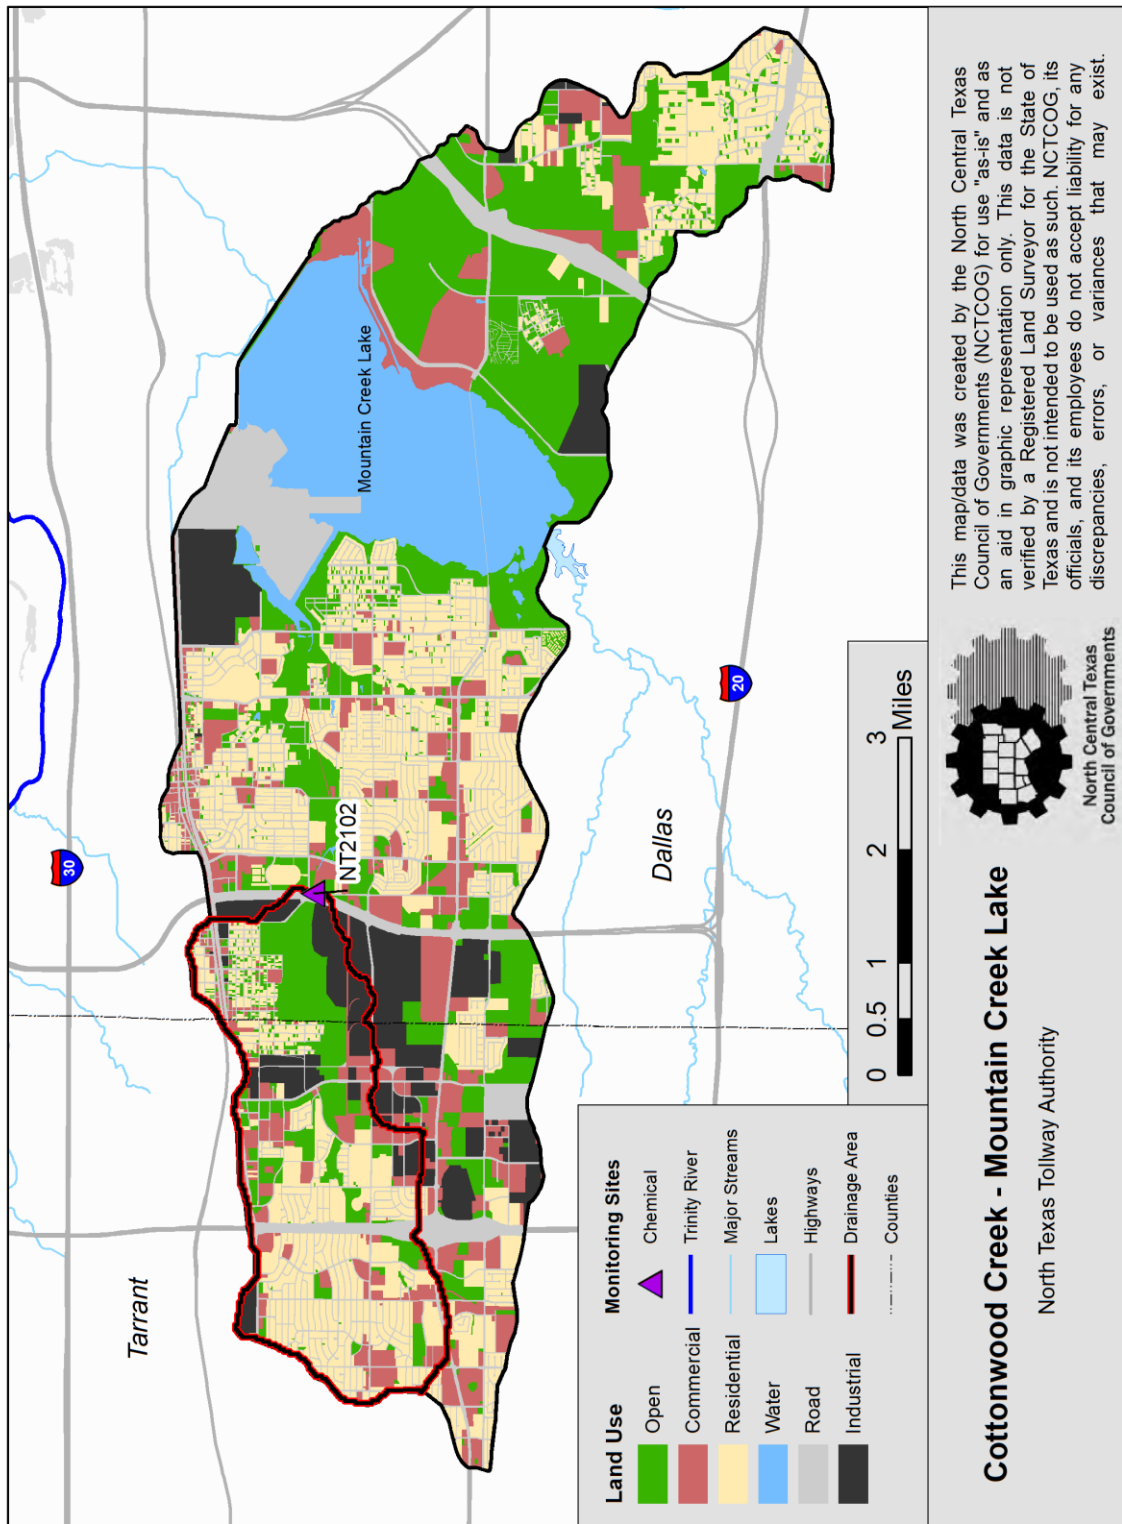 Tarrant
Dallas
Mountain Creek Lake
NT2102
30
20
Land Use
Open
Commercial
Residential
Water
Road
Industrial
Monitoring Sites
Chemical
Trinity River
Major Streams
Lakes
Highways
Drainage Area
Counties
0 0.5 1 2 3
Miles
Cottonwood Creek - Mountain Creek Lake
North Texas Tollway Authority
North Central Texas
Council of Governments
This map/data was created by the North Central Texas
Council of Governments (NCTCOG) for use "as-is" and as
an aid in graphic representation only. This data is not
verified by a Registered Land Surveyor for the State of
Texas and is not intended to be used as such. NCTCOG, its
officials, and its employees do not accept liability for any
discrepancies, errors, or variances that may exist.